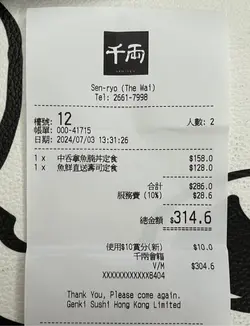 千両
SEN-RYO
Sen-ryo (The Wai)
Tel: 2661-7998
檯號: 12 人數: 2
帳單: 000-41715
日期: 2024/07/03 13:31:26
1 x 中吞拿魚腩丼定食 $158.0
1 x 魚鮮直送壽司定食 $128.0
合計 $286.0
服務費 (10%) $28.6
總金額 $314.6
使用$10賞分(新) $10.0
千両會籍
V/M $304.6
XXXXXXXXXXXX8404
Thank You, Please come again.
Genki Sushi Hong Kong Limited